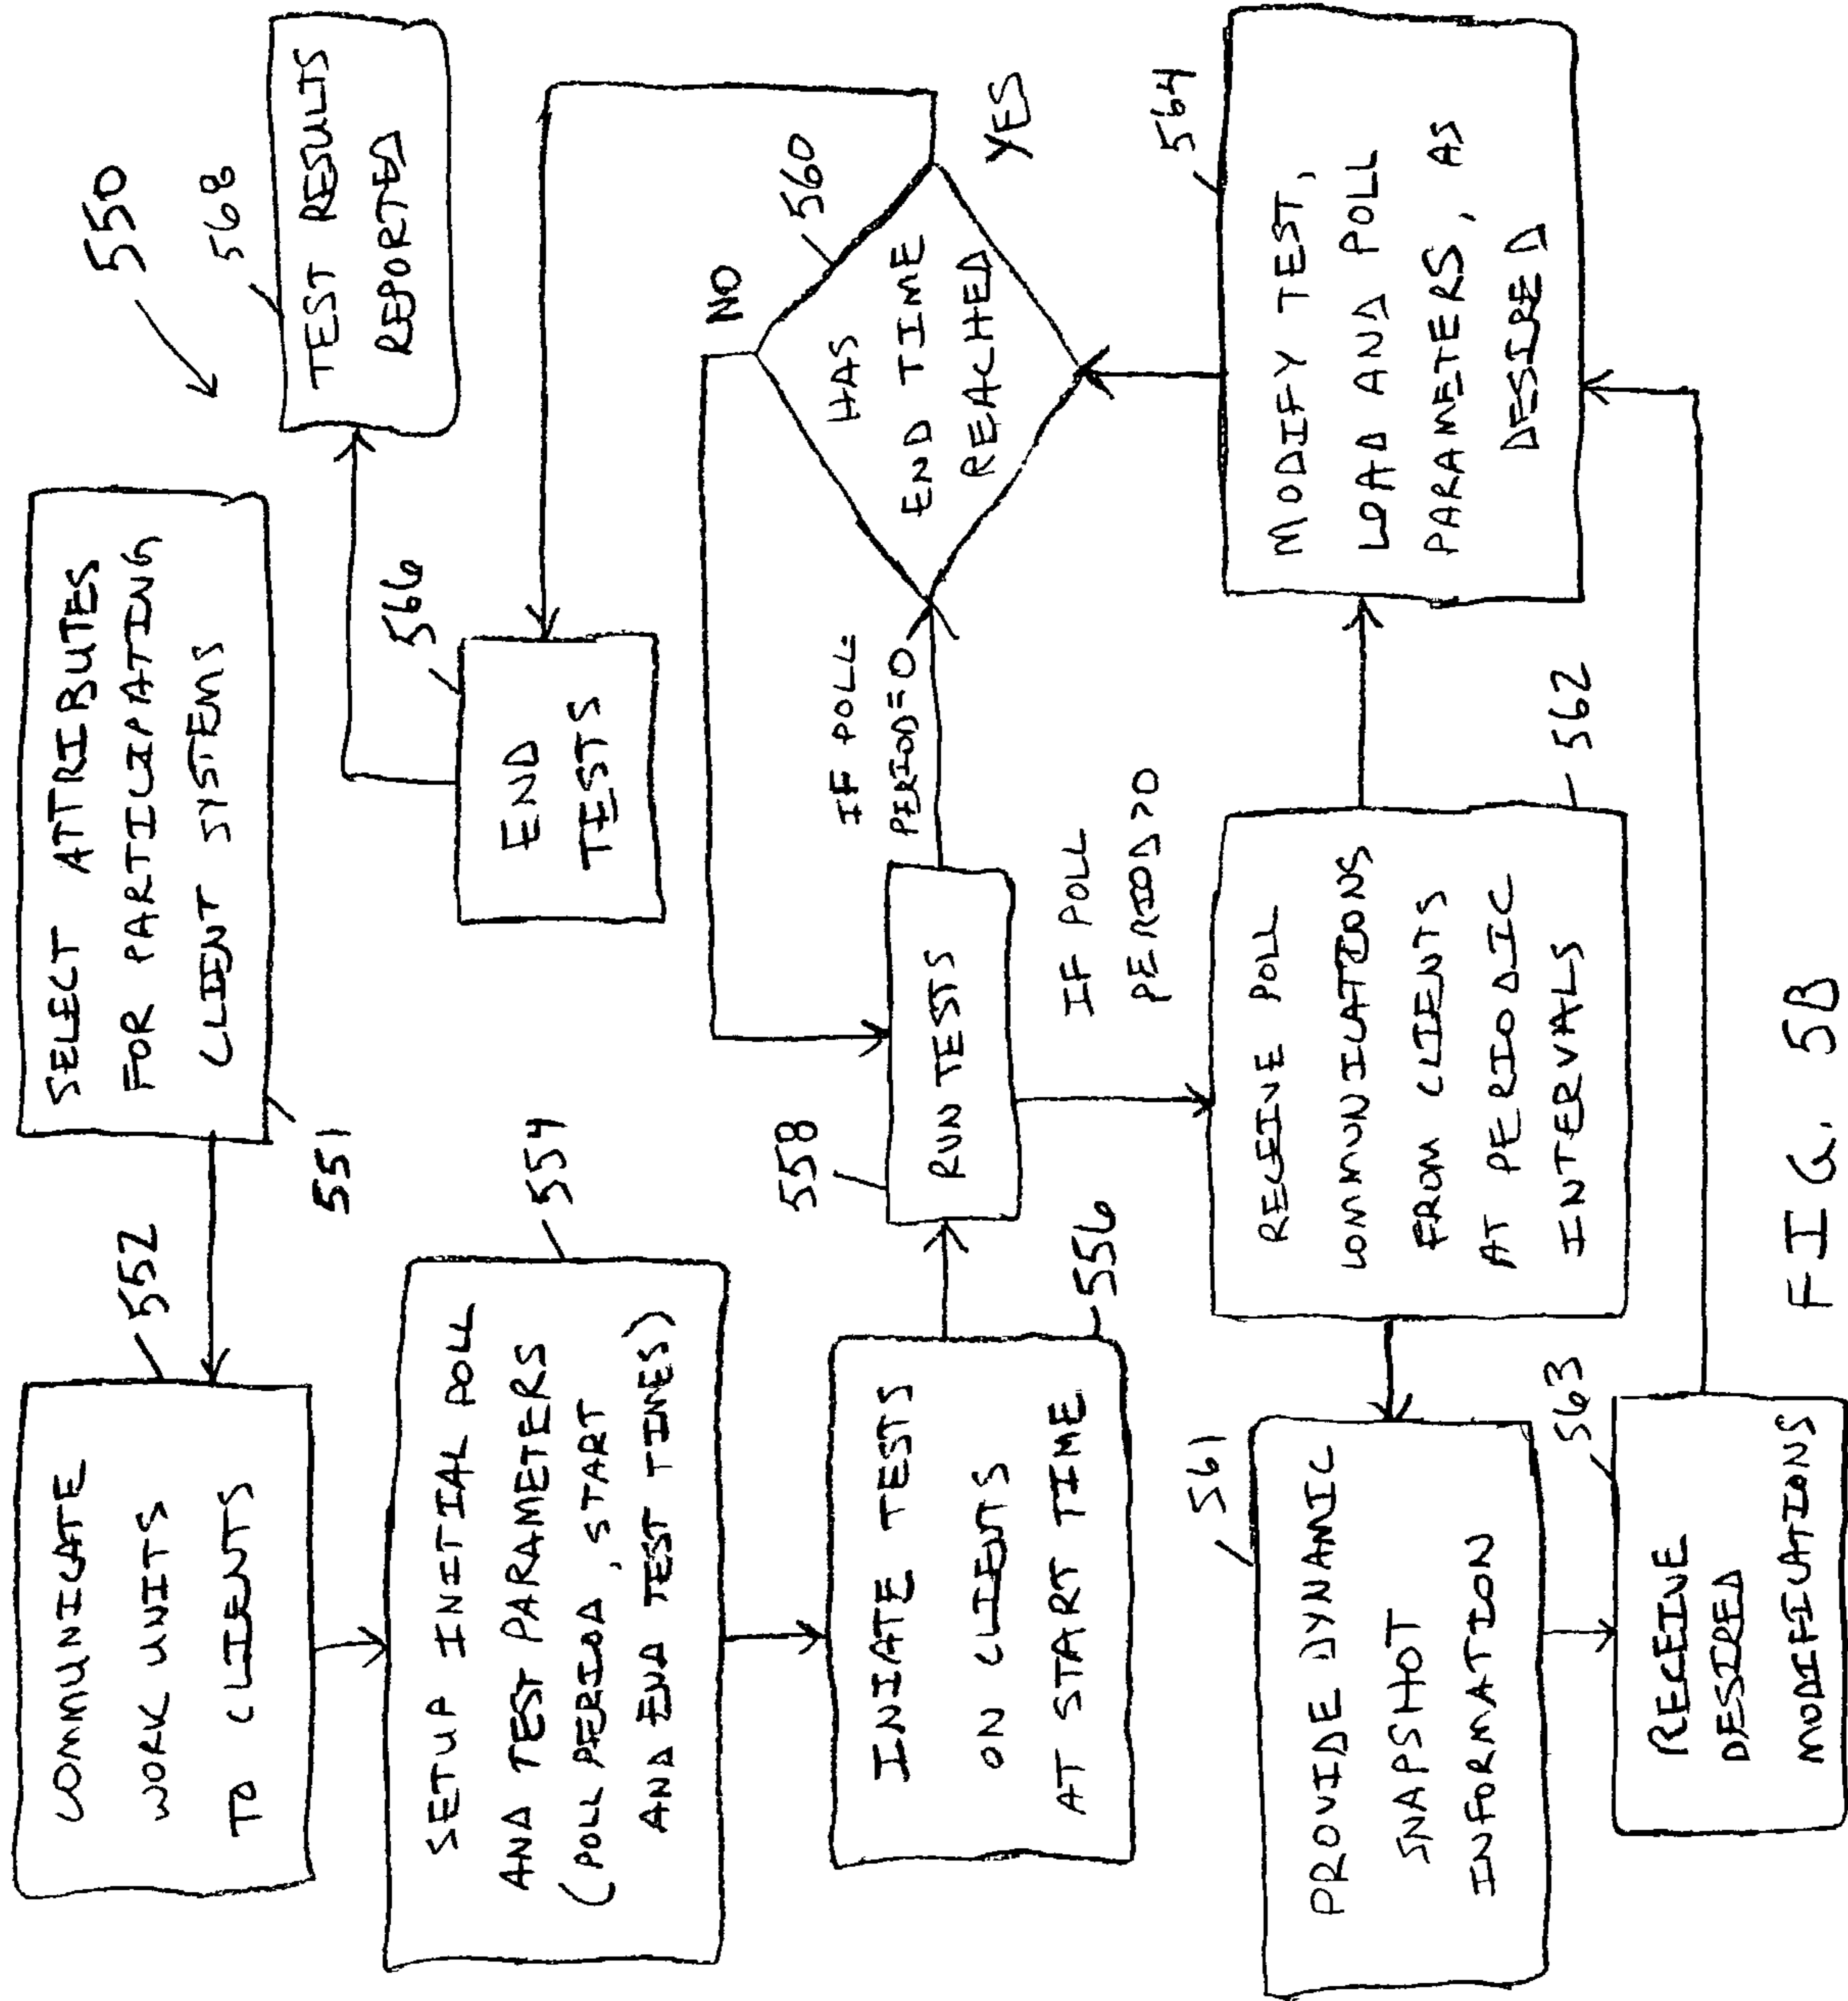 550
SELECT ATTRIBUTES
FOR PARTICIPATING
CLIENT SYSTEMS
551
COMMUNICATE
WORK UNITS
TO CLIENTS
552
SETUP INITIAL POLL
AND TEST PARAMETERS
(POLL PERIOD, START
AND END TEST TIMES)
554
INIATE TESTS
ON CLIENTS
AT START TIME
556
RUN TESTS
558
IF POLL
PERIOD=0
IF POLL
PERIOD>0
HAS
END TIME
REACHED
560
NO
YES
END
TESTS
566
TEST RESULTS
REPORTED
568
RECEIVE POLL
COMMUNICATIONS
FROM CLIENTS
AT PERIODIC
INTERVALS
562
PROVIDE DYNAMIC
SNAPSHOT
INFORMATION
561
RECEIVE
DESIRED
MODIFICATIONS
563
MODIFY TEST,
LOAD AND POLL
PARAMETERS, AS
DESIRED
564
FIG. 5B